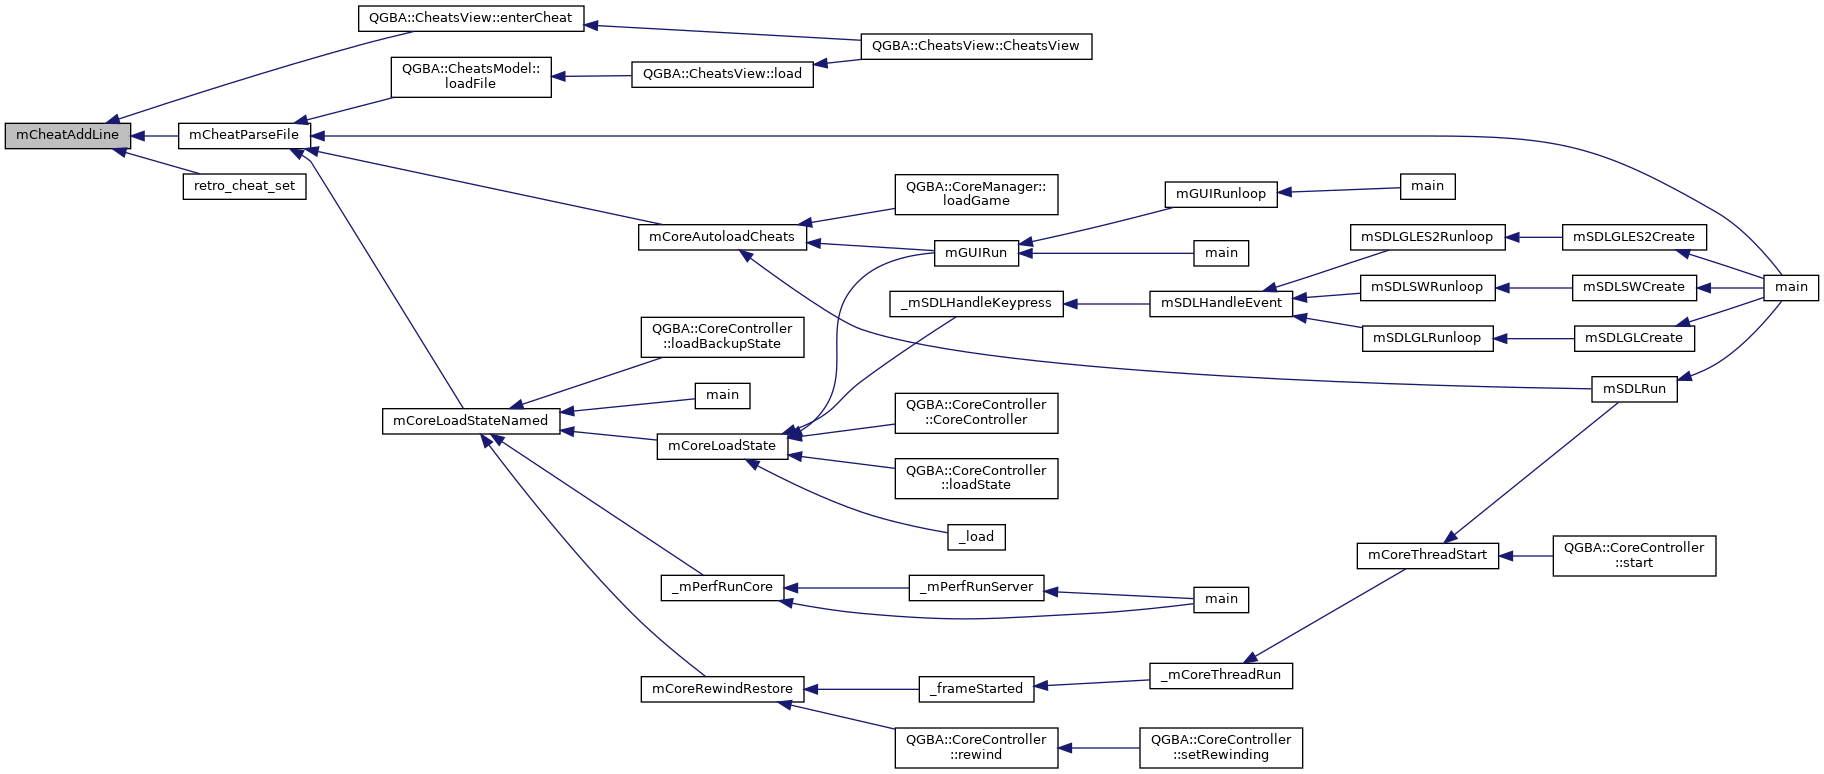 QGBA::CheatsView::enterCheat
QGBA::CheatsView::CheatsView
QGBA::CheatsModel::
loadFile
QGBA::CheatsView::load
mCheatAddLine
mCheatParseFile
retro_cheat_set
QGBA::CoreManager::
loadGame
mGUIRunloop
main
mCoreAutoloadCheats
mGUIRun
main
mSDLGLES2Runloop
mSDLGLES2Create
_mSDLHandleKeypress
mSDLHandleEvent
mSDLSWRunloop
mSDLSWCreate
main
QGBA::CoreController
::loadBackupState
mSDLGLRunloop
mSDLGLCreate
main
mSDLRun
mCoreLoadStateNamed
QGBA::CoreController
::CoreController
mCoreLoadState
QGBA::CoreController
::loadState
_load
mCoreThreadStart
QGBA::CoreController
::start
_mPerfRunCore
_mPerfRunServer
main
mCoreRewindRestore
_frameStarted
_mCoreThreadRun
QGBA::CoreController
::rewind
QGBA::CoreController
::setRewinding